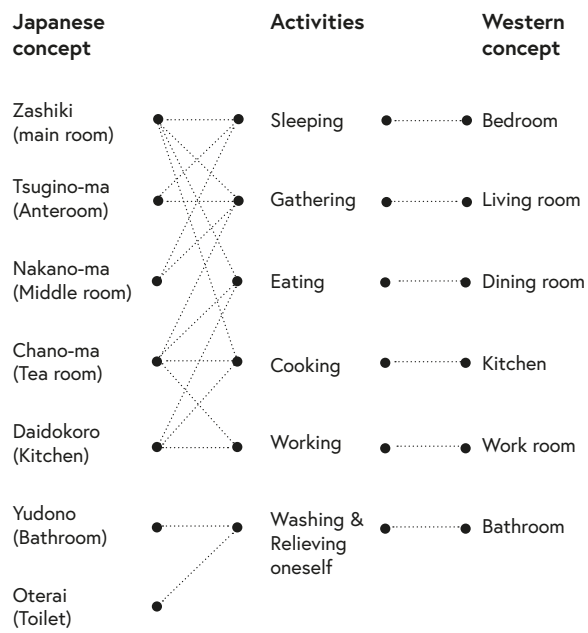 Japanese concept
Activities
Western concept
Zashiki
(main room)
Sleeping
Bedroom
Tsugino-ma
(Anteroom)
Gathering
Living room
Nakano-ma
(Middle room)
Eating
Dining room
Chano-ma
(Tea room)
Cooking
Kitchen
Daidokoro
(Kitchen)
Working
Work room
Yudono
(Bathroom)
Washing &
Relieving
oneself
Bathroom
Oterai
(Toilet)